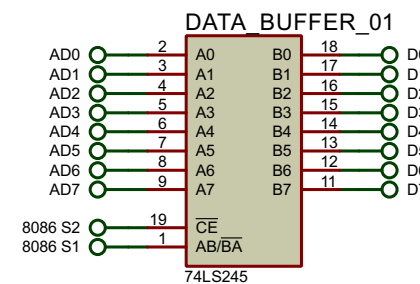 DATA_BUFFER_01
AD0 2 A0 B0 18 D0
AD1 3 A1 B1 17
AD2 4 A2 B2 16
AD3 5 A3 B3 15
AD4 6 A4 B4 14
AD5 7 A5 B5 13
AD6 8 A6 B6 12
AD7 9 A7 B7 11
8086 S2 19 CE
8086 S1 1 AB/BA
74LS245